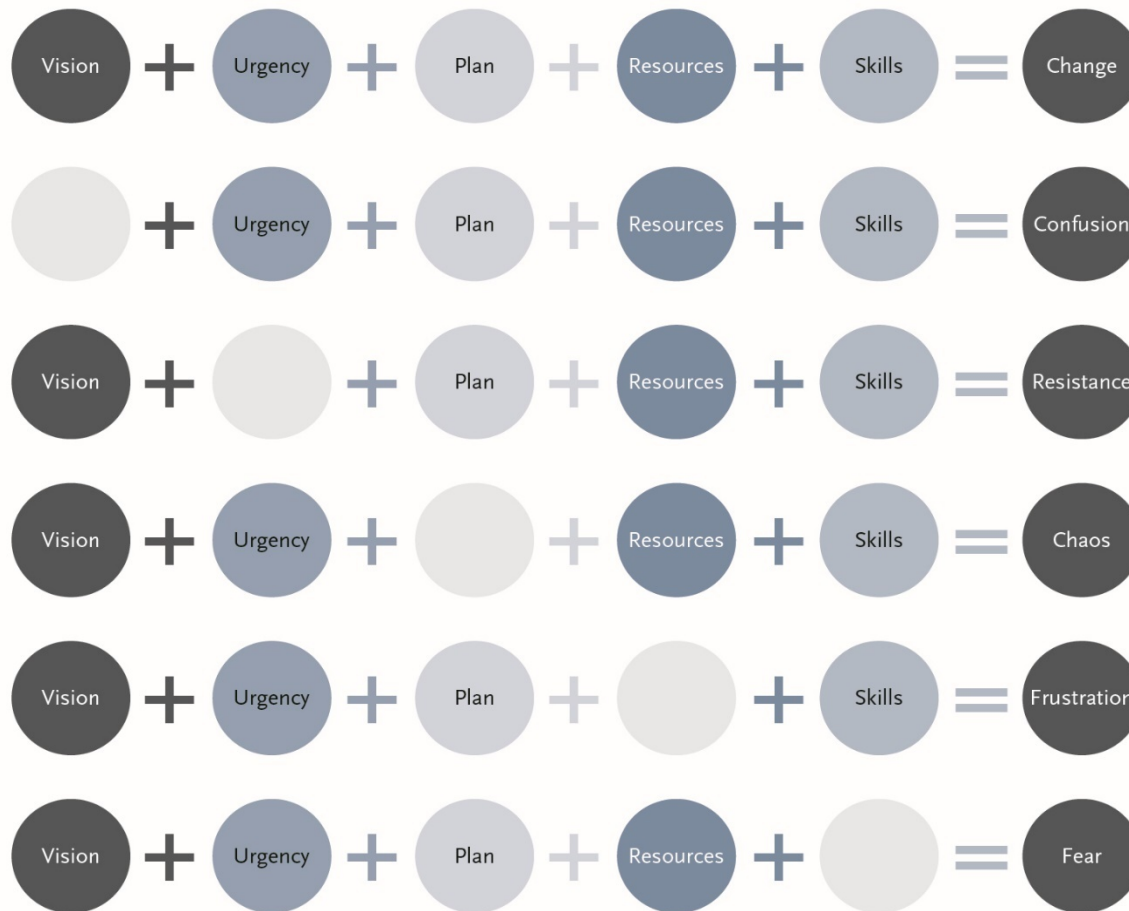 Vision + Urgency + Plan + Resources + Skills = Change
+ Urgency + Plan + Resources + Skills = Confusion
Vision + + Plan + Resources + Skills = Resistance
Vision + Urgency + + Resources + Skills = Chaos
Vision + Urgency + Plan + + Skills = Frustration
Vision + Urgency + Plan + Resources + = Fear